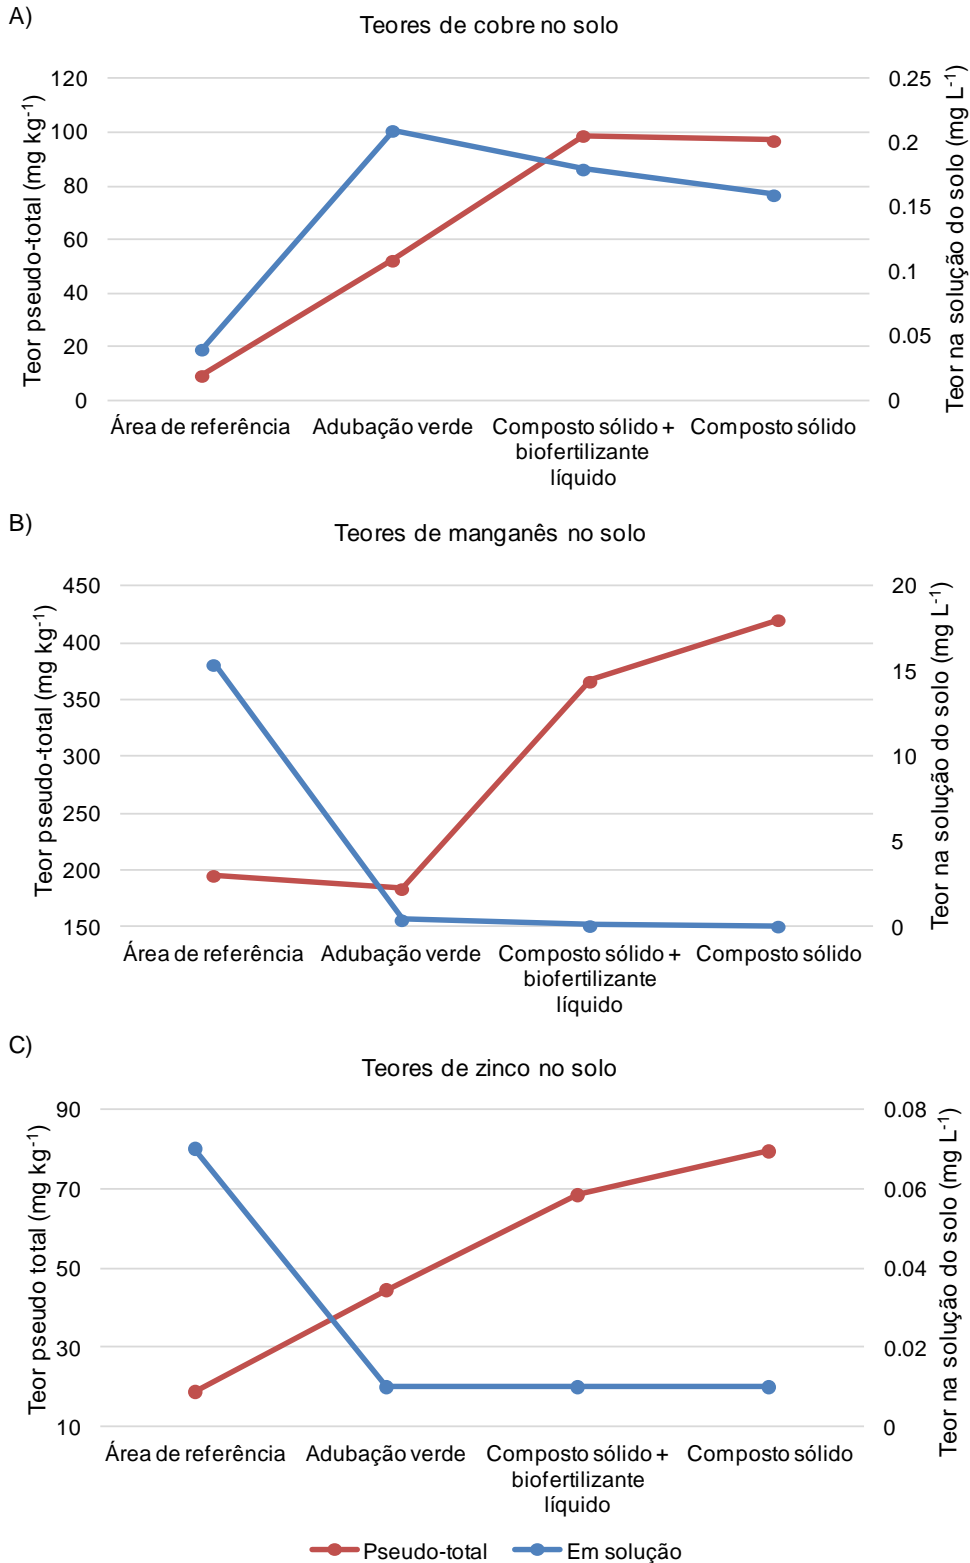 A)
Teores de cobre no solo
Teor pseudo-total (mg kg-1)
120
100
80
60
40
20
0
0.25
0.2
0.15
0.1
0.05
0
Teor na solução do solo (mg L-1)
Área de referência
Adubação verde
Composto sólido +
biofertilizante
líquido
Composto sólido
B)
Teores de manganês no solo
Teor pseudo-total (mg kg-1)
450
400
350
300
250
200
150
20
15
10
5
0
Teor na solução do solo (mg L-1)
Área de referência
Adubação verde
Composto sólido +
biofertilizante
líquido
Composto sólido
C)
Teores de zinco no solo
Teor pseudo total (mg kg-1)
90
70
50
30
10
0.08
0.06
0.04
0.02
0
Teor na solução do solo (mg L-1)
Área de referência
Adubação verde
Composto sólido +
biofertilizante
líquido
Composto sólido
Pseudo-total
Em solução